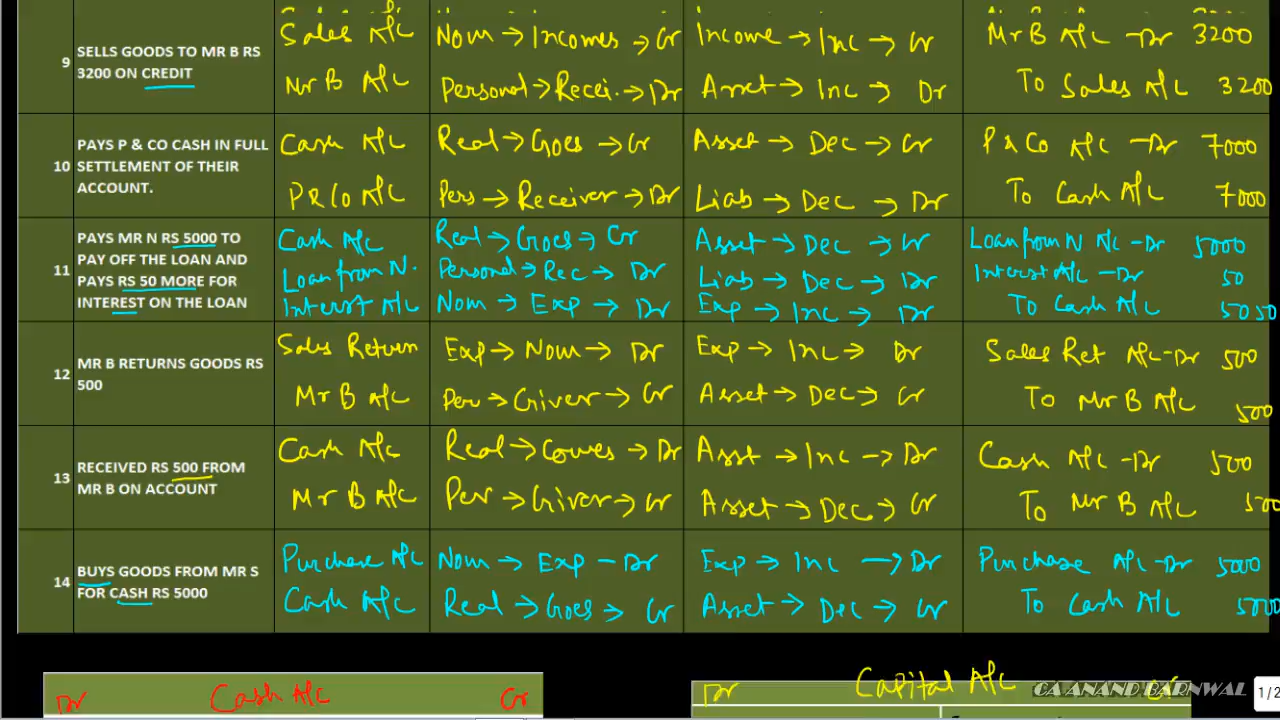 9
SELLS GOODS TO MR B RS
3200 ON CREDIT
Sales A/c
Nom → Incomes → Cr
Income → Inc → Cr
Mr B A/c - Dr 3200
Mr B A/c
Personal → Recei. → Dr
Asset → Inc → Dr
To Sales A/c 3200
10
PAYS P & CO CASH IN FULL
SETTLEMENT OF THEIR
ACCOUNT.
Cash A/c
Real → Goes → Cr
Asset → Dec → Cr
P & Co A/c - Dr 7000
P & Co A/c
Pers → Receiver → Dr
Liab → Dec → Dr
To Cash A/c 7000
11
PAYS MR N RS 5000 TO
PAY OFF THE LOAN AND
PAYS RS 50 MORE FOR
INTEREST ON THE LOAN
Cash A/c
Real → Goes → Cr
Asset → Dec → Cr
Loan from N A/c - Dr 5000
Loan from N.
Personal → Rec → Dr
Liab → Dec → Dr
Interst A/c - Dr 50
Interst A/c
Nom → Exp → Dr
Exp → Inc → Dr
To Cash A/c 5050
12
MR B RETURNS GOODS RS
500
Sales Return
Exp → Nom → Dr
Exp → Inc → Dr
Sales Ret A/c - Dr 500
Mr B A/c
Per → Giver → Cr
Asset → Dec → Cr
To Mr B A/c 500
13
RECEIVED RS 500 FROM
MR B ON ACCOUNT
Cash A/c
Real → Comes → Dr
Asst → Inc → Dr
Cash A/c - Dr 500
Mr B A/c
Per → Giver → Cr
Asset → Dec → Cr
To Mr B A/c 500
14
BUYS GOODS FROM MR S
FOR CASH RS 5000
Purchase A/c
Nom → Exp - Dr
Exp → Inc → Dr
Purchase A/c - Dr 5000
Cash A/c
Real → Goes → Cr
Asset → Dec → Cr
To Cash A/c 5000
Dr Cash A/c Cr
Dr Capital A/c Cr
CA ANAND BARNWAL
1/2